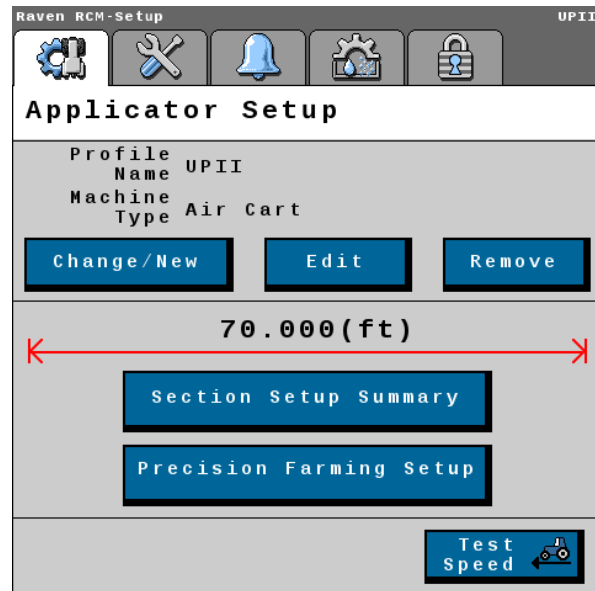 Raven RCM-Setup UPII
Applicator Setup
Profile Name UPII
Machine Type Air Cart
Change/New Edit Remove
70.000(ft)
Section Setup Summary
Precision Farming Setup
Test
Speed